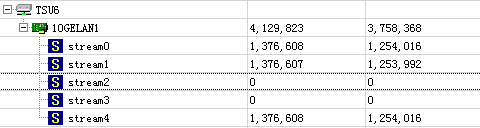 TSU6
10GELAN1 4,129,823 3,758,368
S stream0 1,376,608 1,254,016
S stream1 1,376,607 1,253,992
S stream2 0 0
S stream3 0 0
S stream4 1,376,608 1,254,016